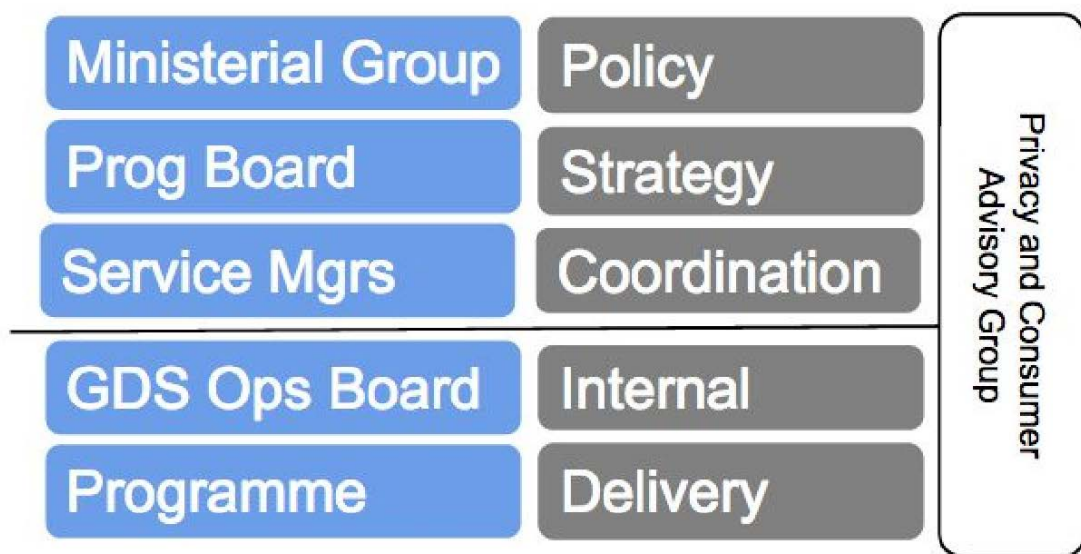 Ministerial Group
Policy
Prog Board
Strategy
Service Mgrs
Coordination
GDS Ops Board
Internal
Programme
Delivery
Privacy and Consumer
Advisory Group